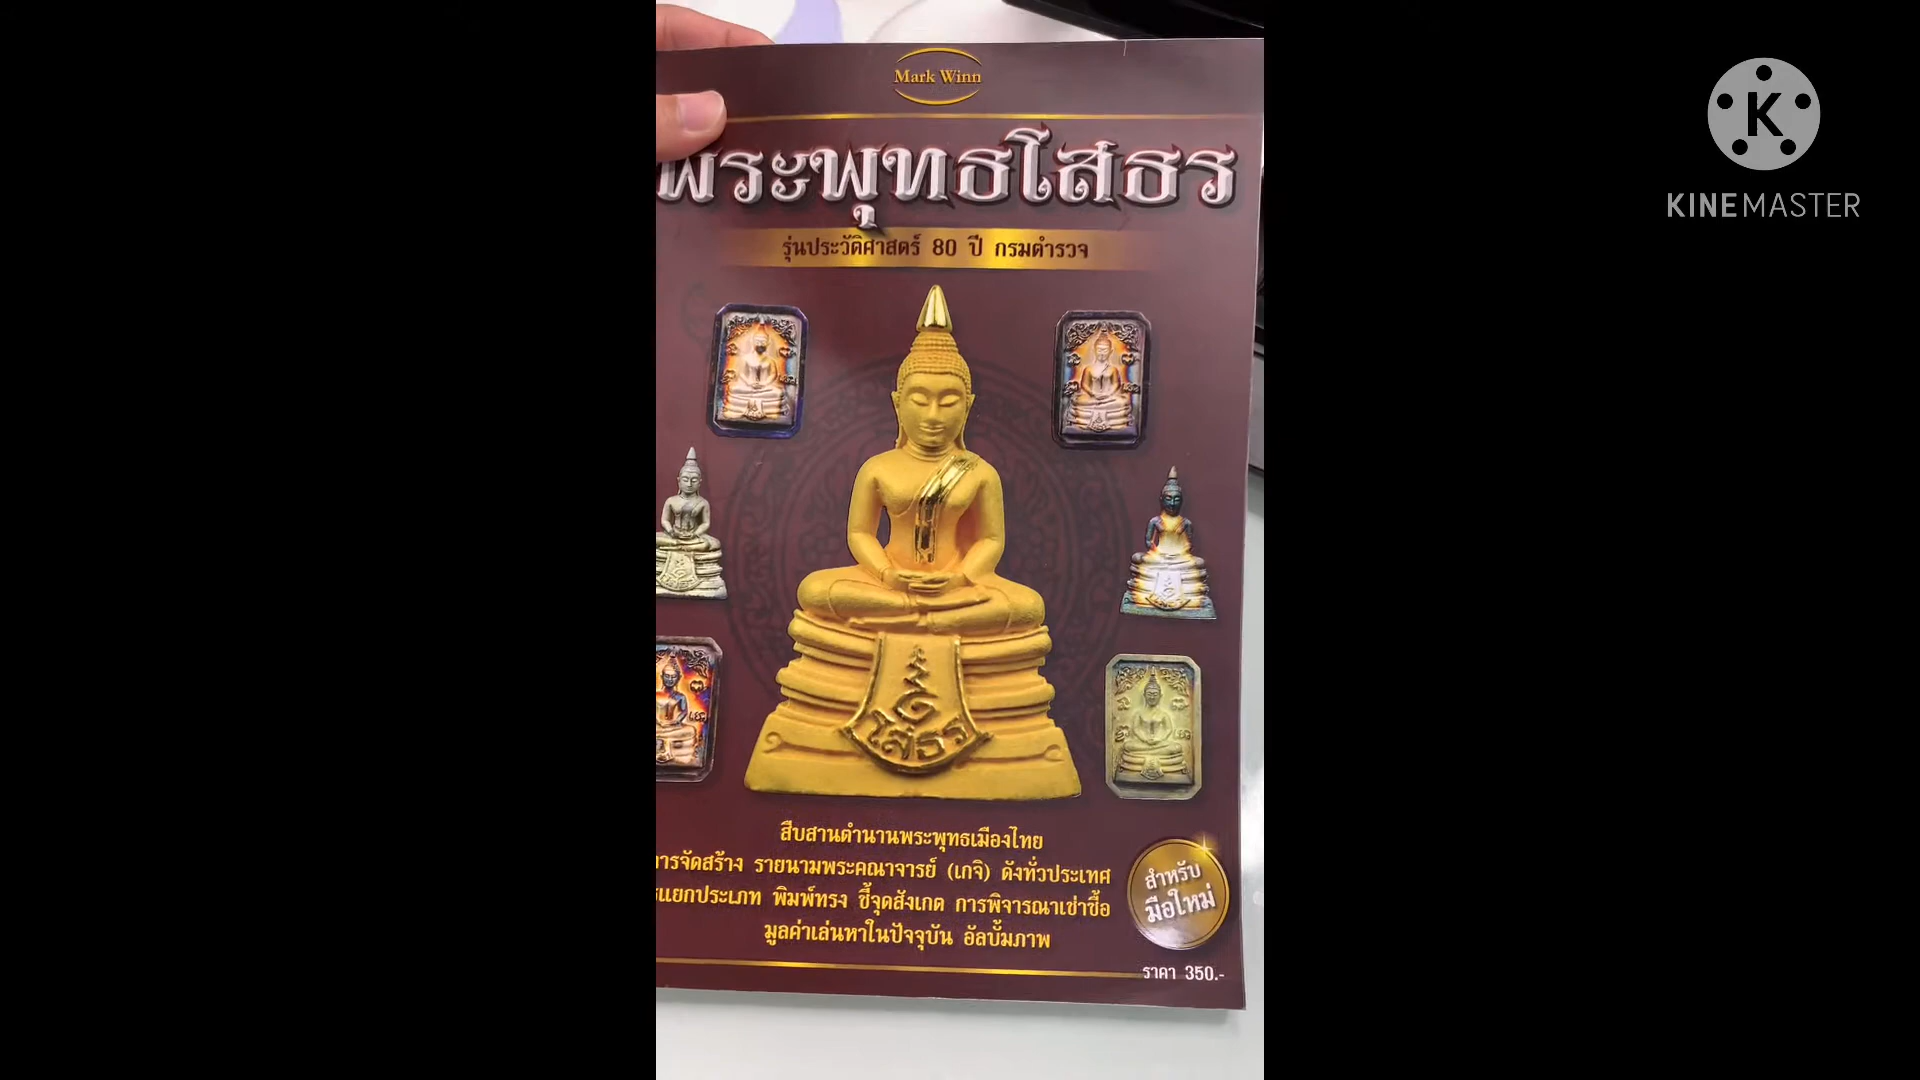 Mark Winn
พระพุทธโสธร
รุ่นประวัติศาสตร์ 80 ปี กรมตำรวจ
โสธร
สืบสานตำนานพระพุทธเมืองไทย
การจัดสร้าง รายนามพระคณาจารย์ (เกจิ) ดังทั่วประเทศ
แยกประเภท พิมพ์ทรง ชี้จุดสังเกต การพิจารณาเช่าซื้อ
มูลค่าเล่นหาในปัจจุบัน อัลบั้มภาพ
สำหรับ
มือใหม่
ราคา 350.-
K
KINEMASTER